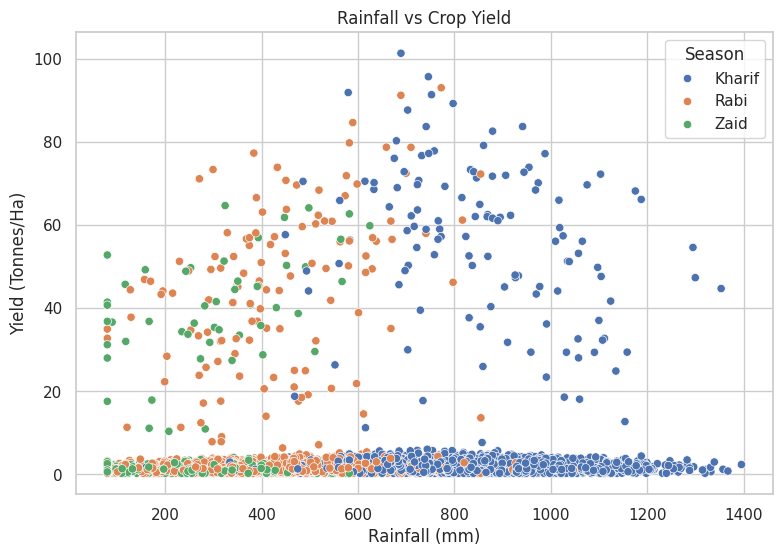 Rainfall vs Crop Yield
Season
Kharif
Rabi
Zaid
Yield (Tonnes/Ha)
100
80
60
40
20
0
200 400 600 800 1000 1200 1400
Rainfall (mm)